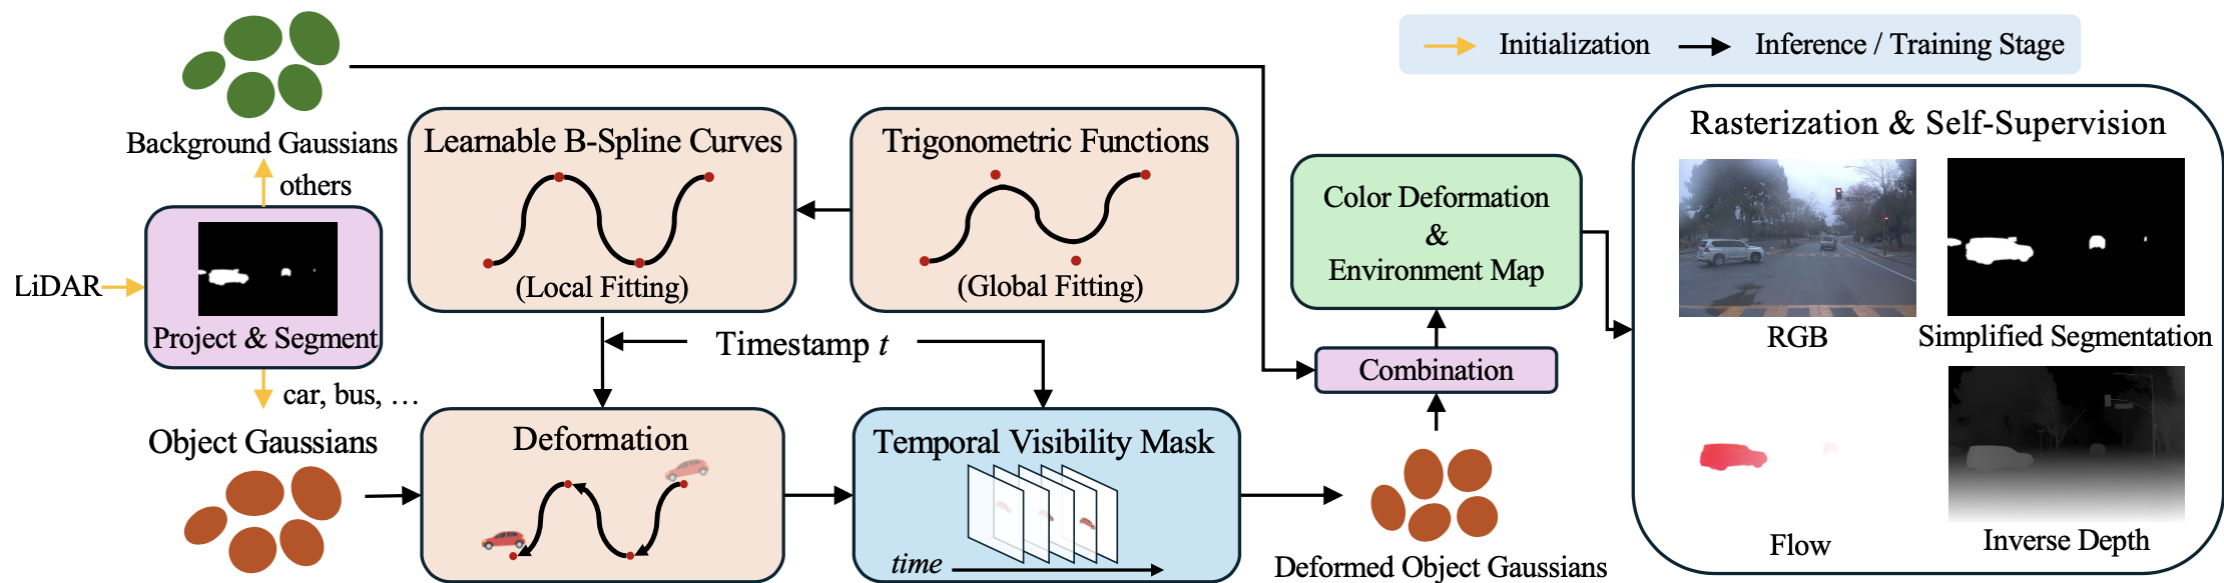 Initialization
Inference / Training Stage
Background Gaussians
others
LiDAR
Project & Segment
car, bus, …
Object Gaussians
Learnable B-Spline Curves
(Local Fitting)
Trigonometric Functions
(Global Fitting)
Timestamp t
Deformation
Temporal Visibility Mask
time
Color Deformation
&
Environment Map
Combination
Deformed Object Gaussians
Rasterization & Self-Supervision
RGB
Simplified Segmentation
Flow
Inverse Depth